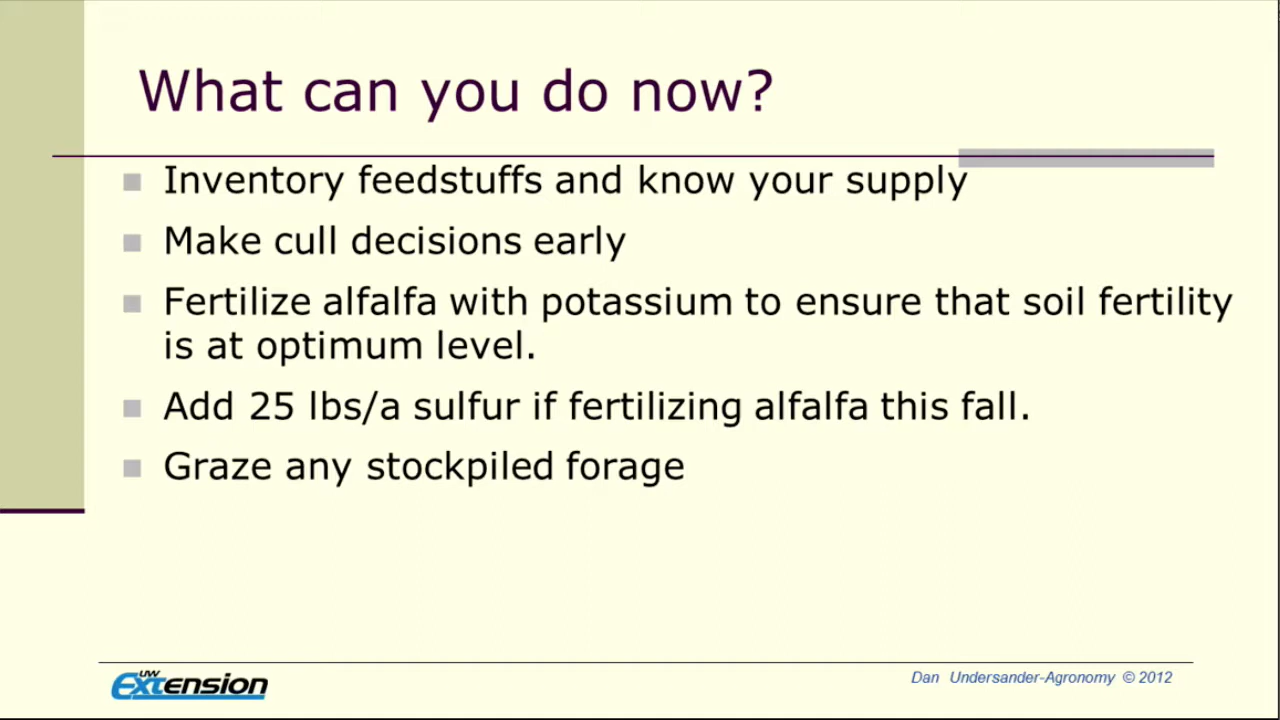 What can you do now?
Inventory feedstuffs and know your supply
Make cull decisions early
Fertilize alfalfa with potassium to ensure that soil fertility
is at optimum level.
Add 25 lbs/a sulfur if fertilizing alfalfa this fall.
Graze any stockpiled forage
UW
Extension
Dan Undersander-Agronomy © 2012